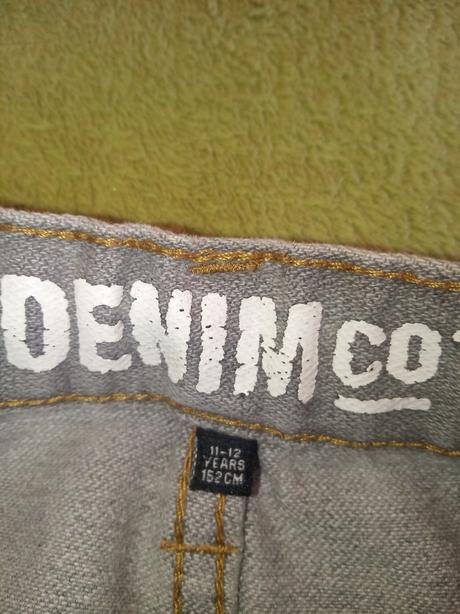 DENIM CO
11-12
YEARS
152CM